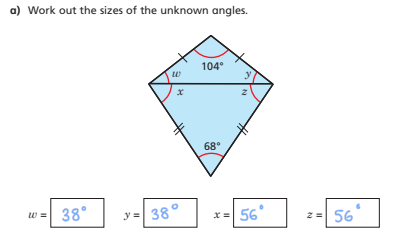 a) Work out the sizes of the unknown angles.
104°
w
y
x
z
68°
w = 38° y = 38° x = 56° z = 56°